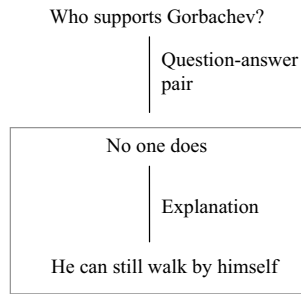 Who supports Gorbachev?
Question-answer
pair
No one does
Explanation
He can still walk by himself